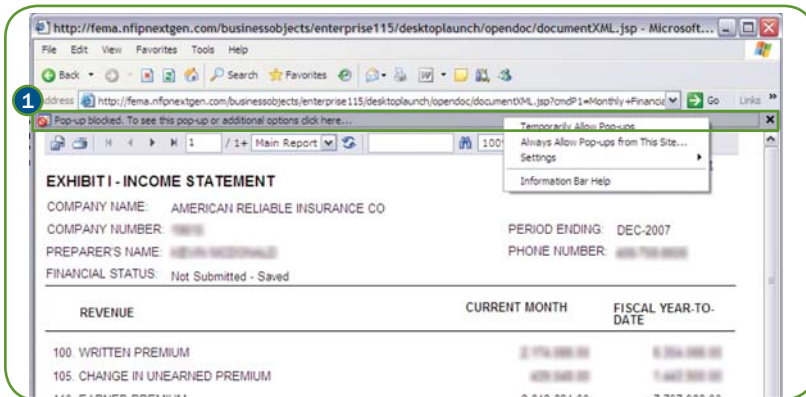 http://fema.nfipnextgen.com/businessobjects/enterprise115/desktoplaunch/opendoc/documentXML.jsp - Microsoft...
File Edit View Favorites Tools Help
Back Search Favorites
1
Address http://fema.nfipnextgen.com/businessobjects/enterprise115/desktoplaunch/opendoc/documentXML.jsp?cmdP1=Monthly+Financia Go Links »
Pop-up blocked. To see this pop-up or additional options click here...
Temporarily Allow Pop-ups
Always Allow Pop-ups from This Site...
Settings
Information Bar Help
1 / 1+ Main Report 100
EXHIBIT I - INCOME STATEMENT
COMPANY NAME: AMERICAN RELIABLE INSURANCE CO
COMPANY NUMBER: PERIOD ENDING: DEC-2007
PREPARER'S NAME: PHONE NUMBER:
FINANCIAL STATUS: Not Submitted - Saved
REVENUE CURRENT MONTH FISCAL YEAR-TO-DATE
100. WRITTEN PREMIUM
105. CHANGE IN UNEARNED PREMIUM